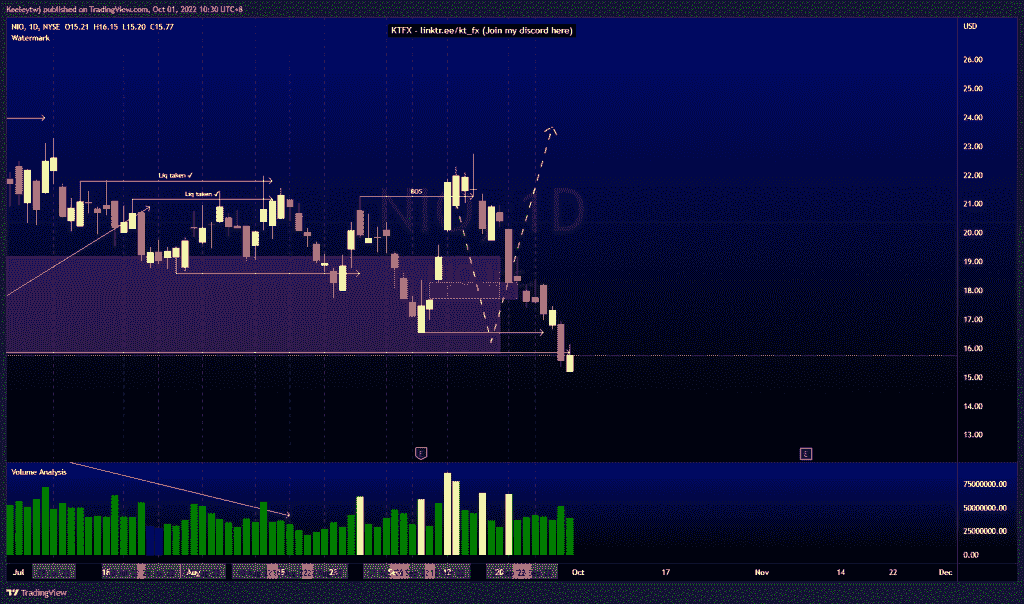 Keeleytwj published on TradingView.com, Oct 01, 2022 10:30 UTC+8
NIO, 1D, NYSE O15.21 H16.15 L15.20 C15.77
Watermark
KTFX - linktr.ee/kt_fx (Join my discord here)
USD
26.00
25.00
24.00
23.00
22.00
21.00
20.00
19.00
18.00
17.00
16.00
15.00
14.00
13.00
Liq taken ✓
Liq taken ✓
BOS
NIO, 1D
E
E
Volume Analysis
75000000.00
50000000.00
25000000.00
0.00
Jul
18
Aug
15
Sep
12
Oct
17
Nov
14
22
Dec
TradingView